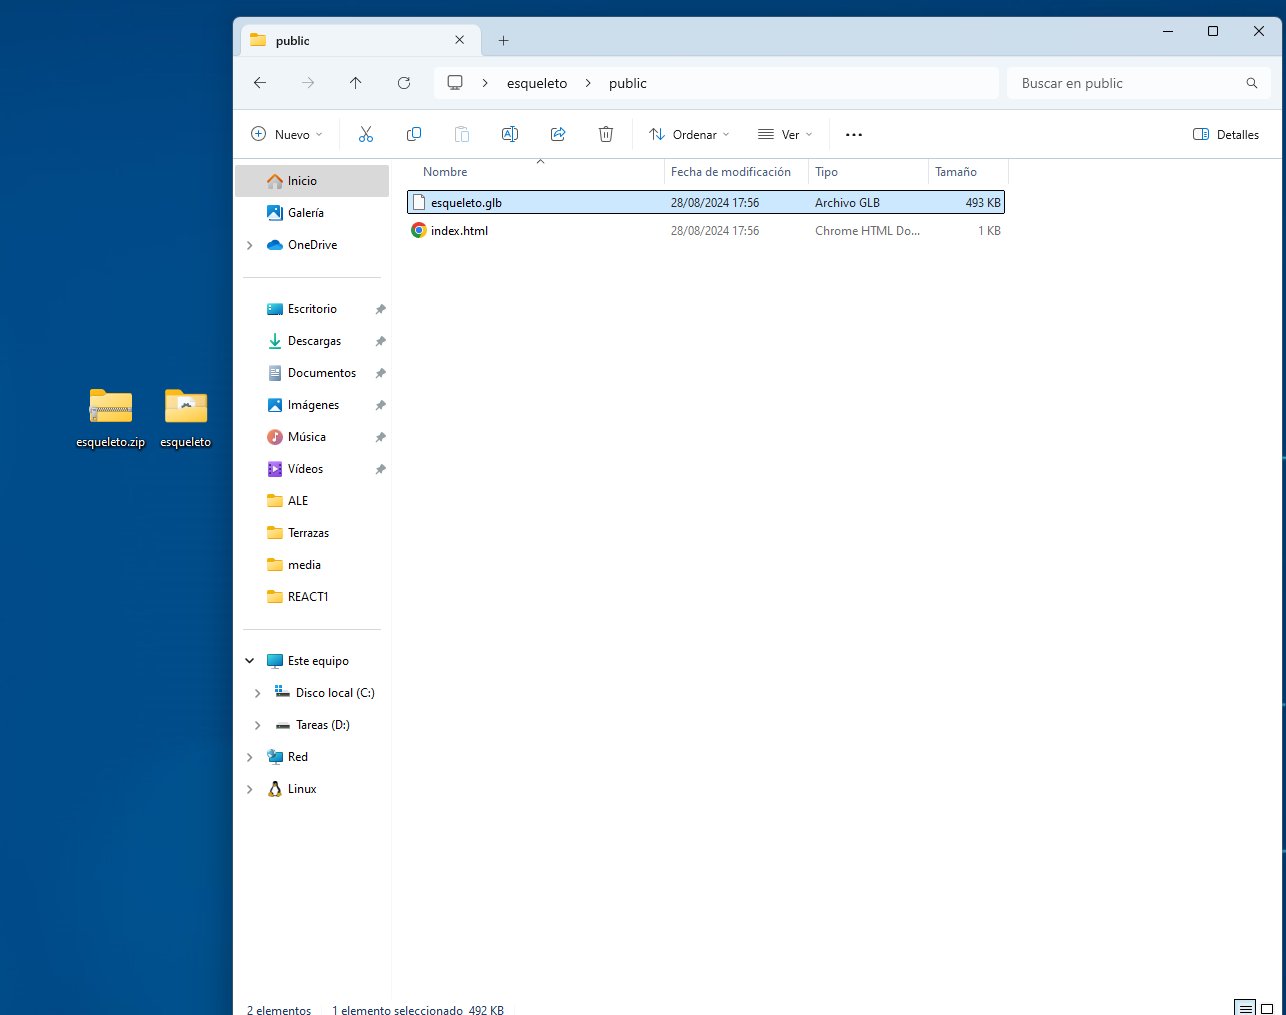 public
esqueleto
public
Buscar en public
Nuevo
Ordenar
Ver
Detalles
Nombre
Fecha de modificación
Tipo
Tamaño
esqueleto.glb
28/08/2024 17:56
Archivo GLB
493 KB
index.html
28/08/2024 17:56
Chrome HTML Do...
1 KB
Inicio
Galería
OneDrive
Escritorio
Descargas
Documentos
Imágenes
Música
Vídeos
ALE
Terrazas
media
REACT1
Este equipo
Disco local (C:)
Tareas (D:)
Red
Linux
esqueleto.zip
esqueleto
2 elementos
1 elemento seleccionado 492 KB